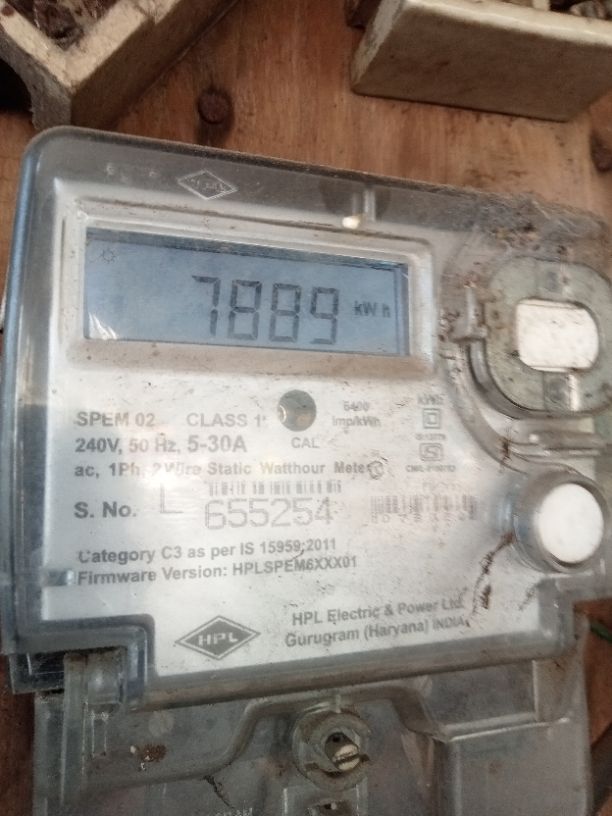 7889 kWh
SPEM 02 CLASS 1
6400 imp/kWh
240V, 50 Hz, 5-30A
CAL
ac, 1Ph, 2 Wire Static Watthour Meter
S. No. L 655254
Category C3 as per IS 15959:2011
Firmware Version: HPLSPEM6XXX01
HPL
HPL Electric & Power Ltd.
Gurugram (Haryana) INDIA